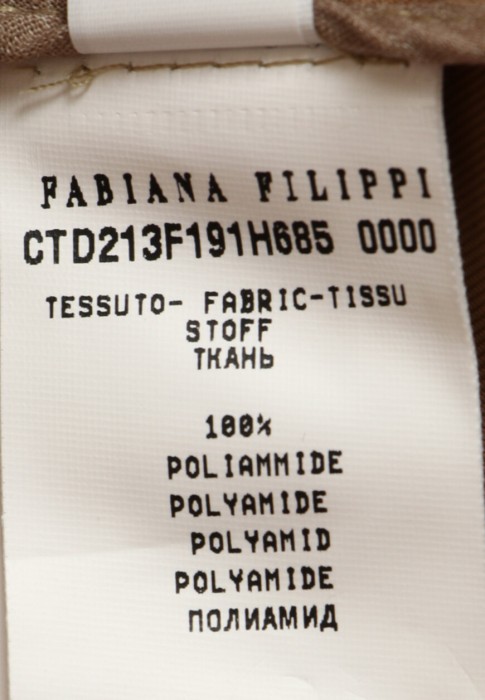 FABIANA FILIPPI
CTD213F191H685 0000
TESSUTO- FABRIC-TISSU
STOFF
ТКАНЬ
100%
POLIAMMIDE
POLYAMIDE
POLYAMID
POLYAMIDE
ПОЛИАМИД